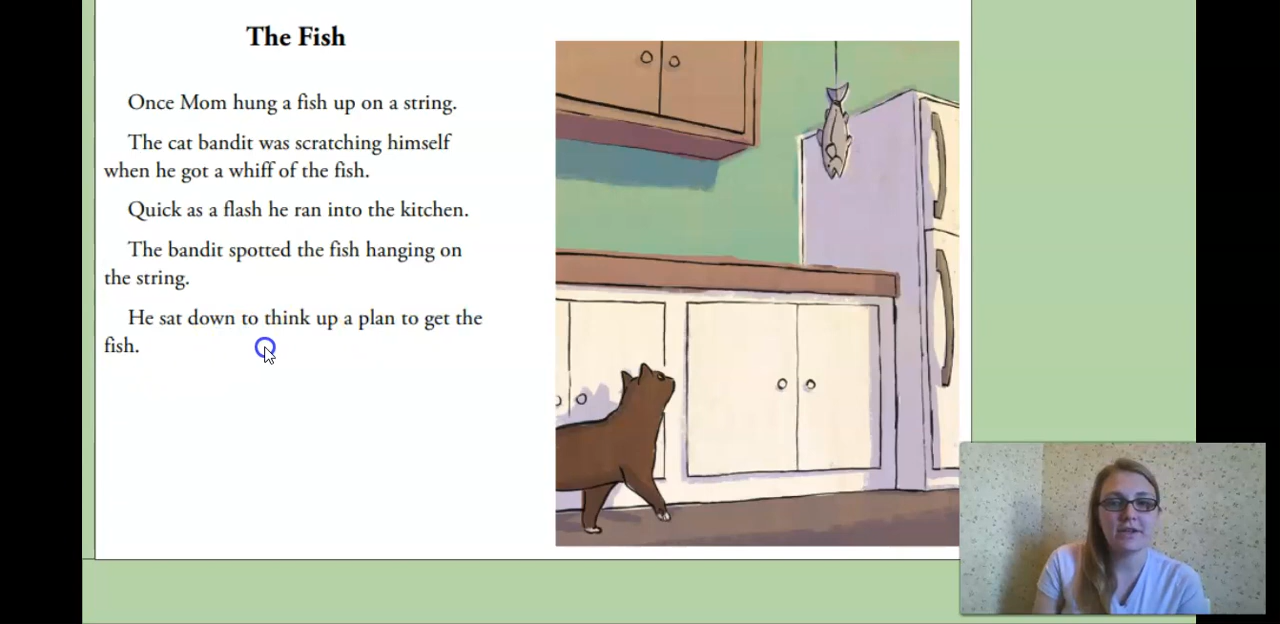 The Fish
Once Mom hung a fish up on a string.
The cat bandit was scratching himself
when he got a whiff of the fish.
Quick as a flash he ran into the kitchen.
The bandit spotted the fish hanging on
the string.
He sat down to think up a plan to get the
fish.